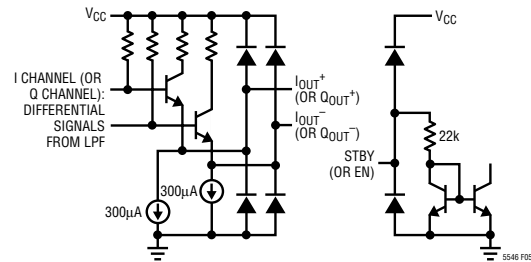 VCC
I CHANNEL (OR
Q CHANNEL):
DIFFERENTIAL
SIGNALS
FROM LPF
300µA
300µA
IOUT+
(OR QOUT+)
IOUT–
(OR QOUT–)
VCC
22k
STBY
(OR EN)
5546 F05